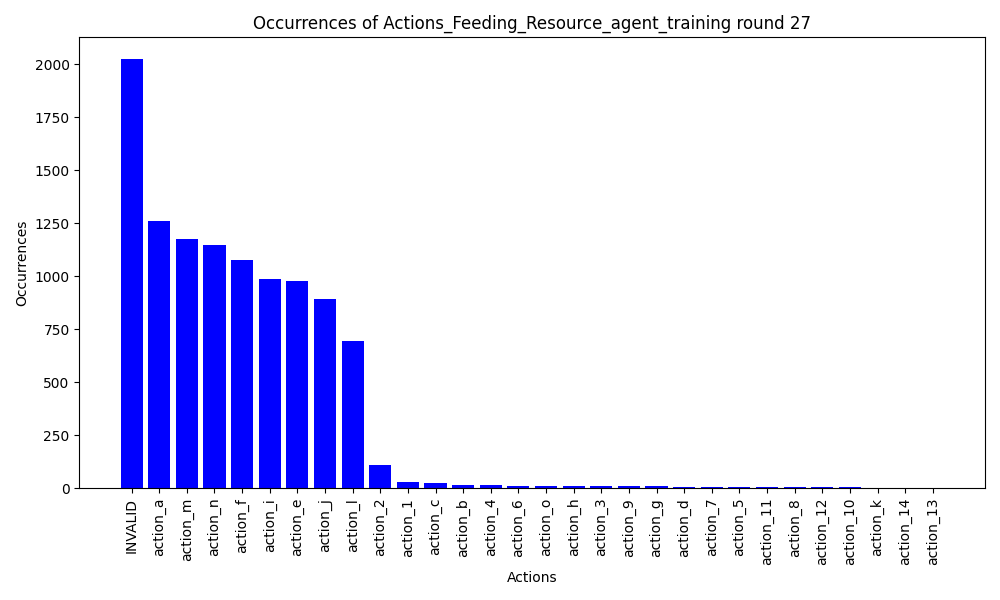 Occurrences of Actions_Feeding_Resource_agent_training round 27
Occurrences
2000
1750
1500
1250
1000
750
500
250
0
INVALID
action_a
action_m
action_n
action_f
action_i
action_e
action_j
action_l
action_2
action_1
action_c
action_b
action_4
action_6
action_o
action_h
action_3
action_9
action_g
action_d
action_7
action_5
action_11
action_8
action_12
action_10
action_k
action_14
action_13
Actions